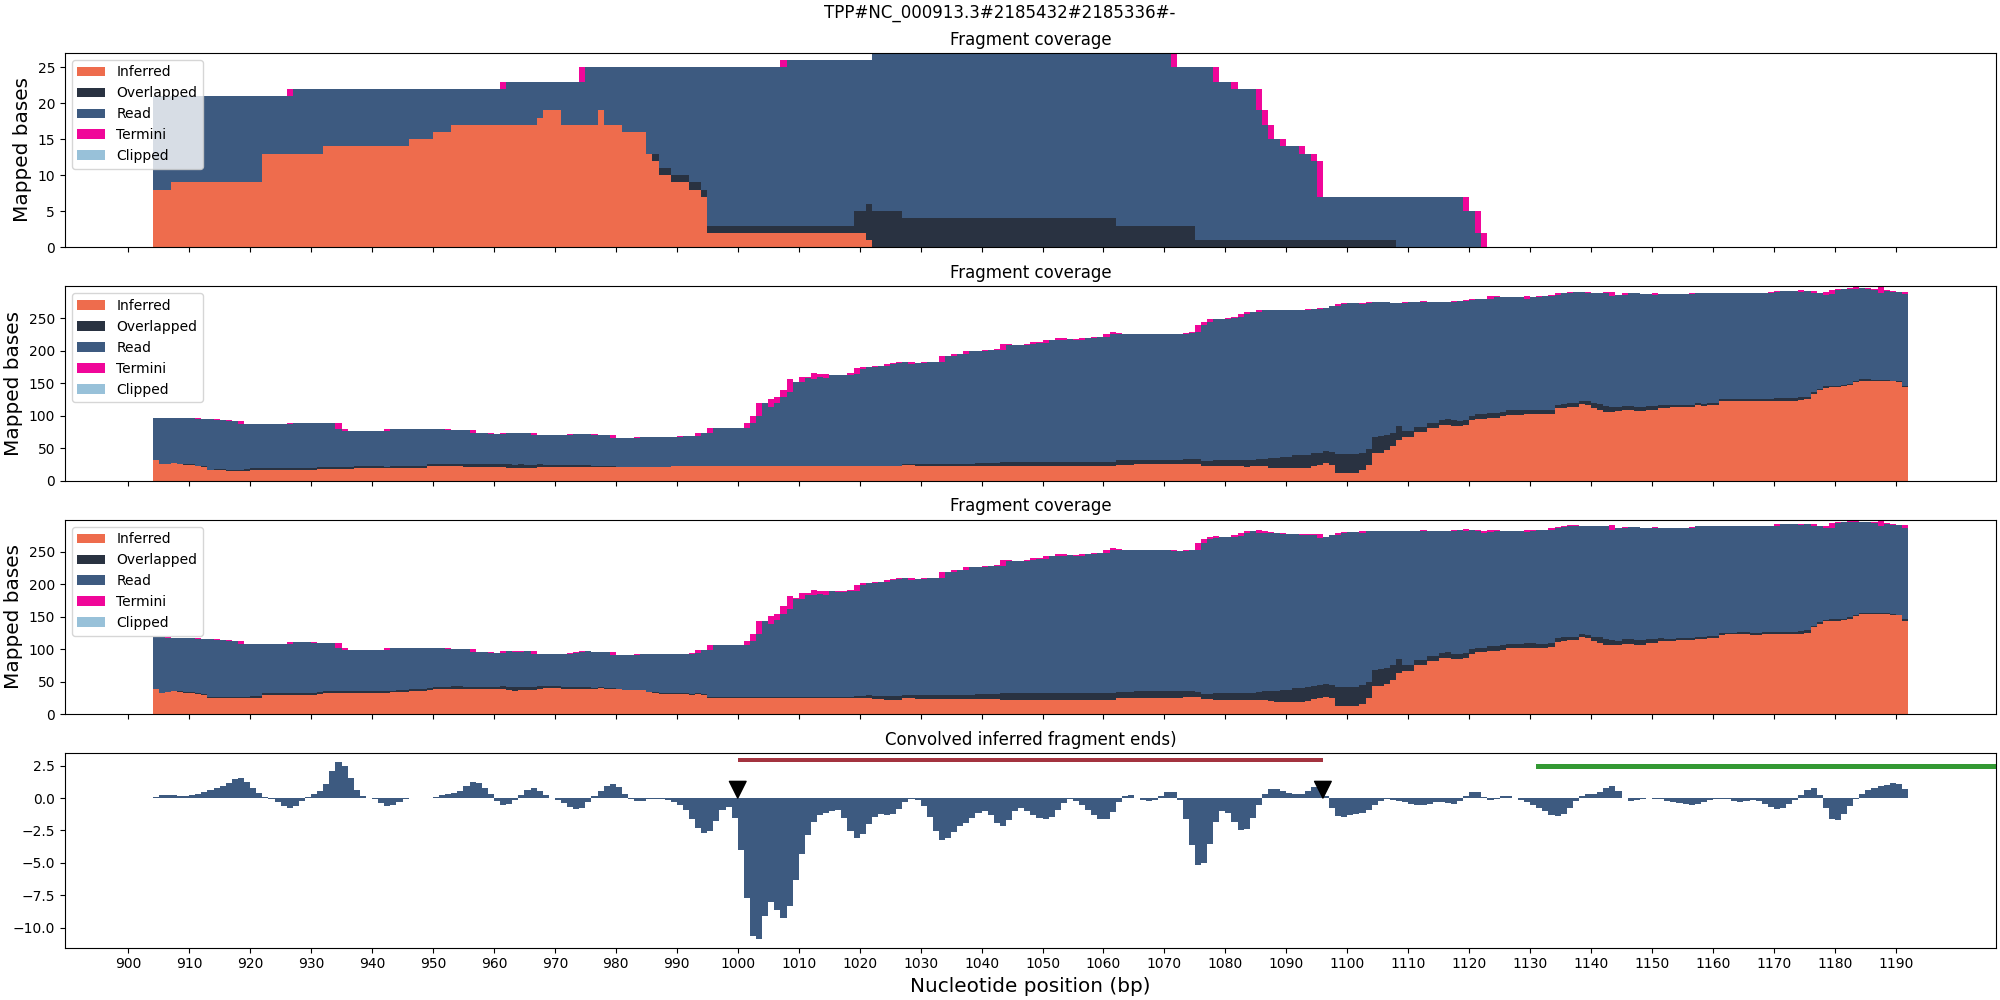 TPP#NC_000913.3#2185432#2185336#-
Fragment coverage
Mapped bases
25
20
15
10
5
0
Inferred
Overlapped
Read
Termini
Clipped
Fragment coverage
Mapped bases
250
200
150
100
50
0
Inferred
Overlapped
Read
Termini
Clipped
Fragment coverage
Mapped bases
250
200
150
100
50
0
Inferred
Overlapped
Read
Termini
Clipped
Convolved inferred fragment ends)
2.5
0.0
−2.5
−5.0
−7.5
−10.0
900 910 920 930 940 950 960 970 980 990 1000 1010 1020 1030 1040 1050 1060 1070 1080 1090 1100 1110 1120 1130 1140 1150 1160 1170 1180 1190
Nucleotide position (bp)